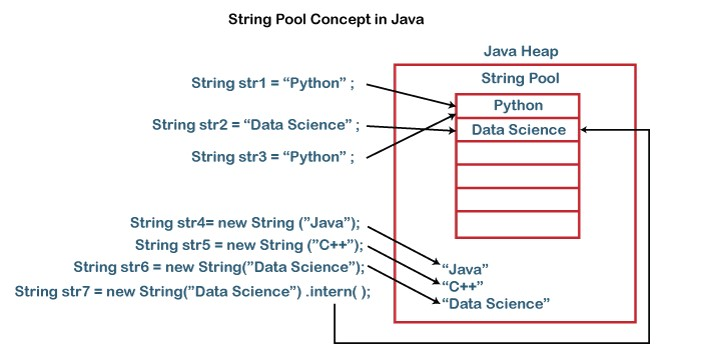 String Pool Concept in Java
Java Heap
String Pool
String str1 = “Python” ;
Python
String str2 = “Data Science” ;
Data Science
String str3 = “Python” ;
String str4= new String (”Java”);
String str5 = new String (”C++”);
String str6 = new String(”Data Science”);
String str7 = new String(”Data Science”) .intern( );
“Java”
“C++”
“Data Science”